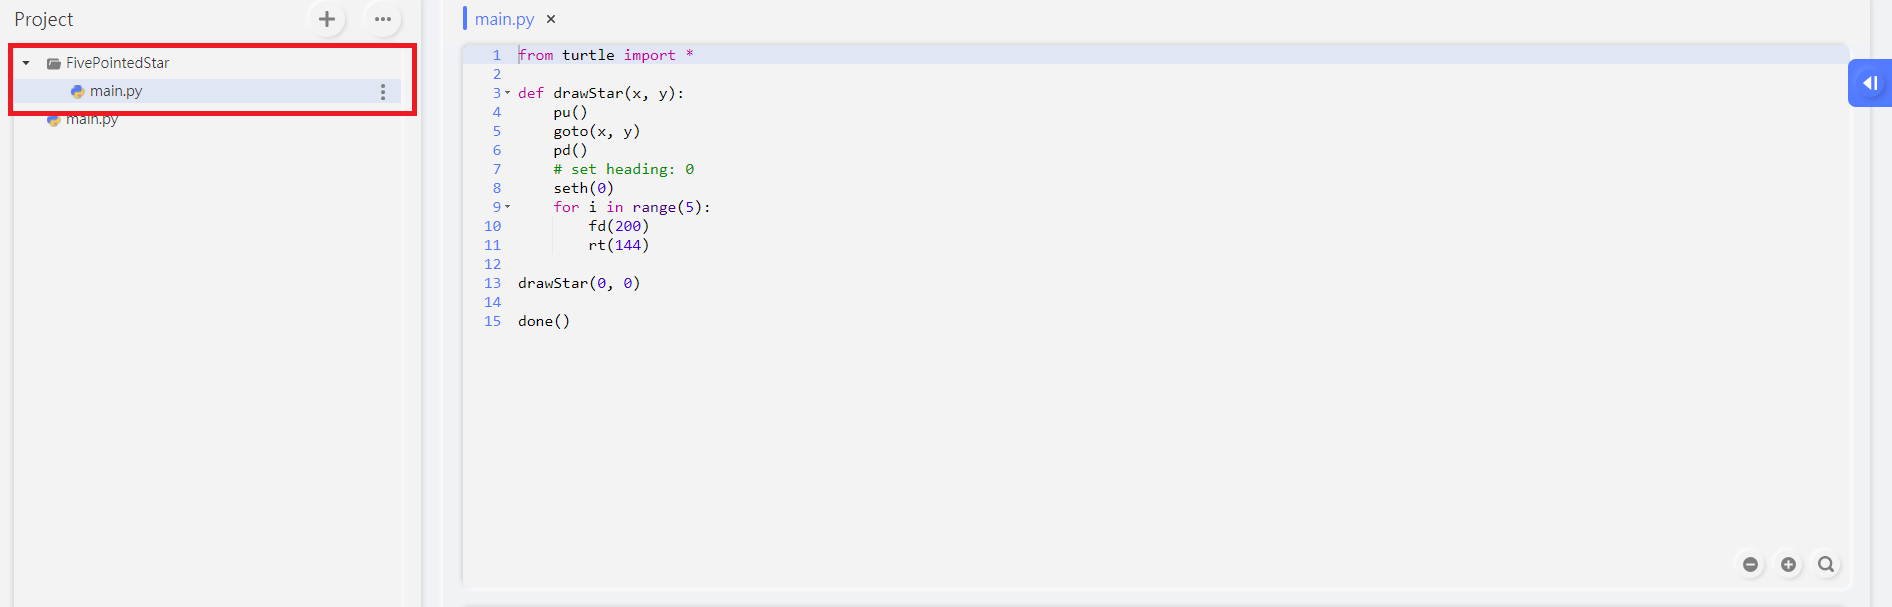 Project
FivePointedStar
main.py
main.py
main.py ×
1 from turtle import *
2
3 def drawStar(x, y):
4     pu()
5     goto(x, y)
6     pd()
7     # set heading: 0
8     seth(0)
9     for i in range(5):
10         fd(200)
11         rt(144)
12
13 drawStar(0, 0)
14
15 done()